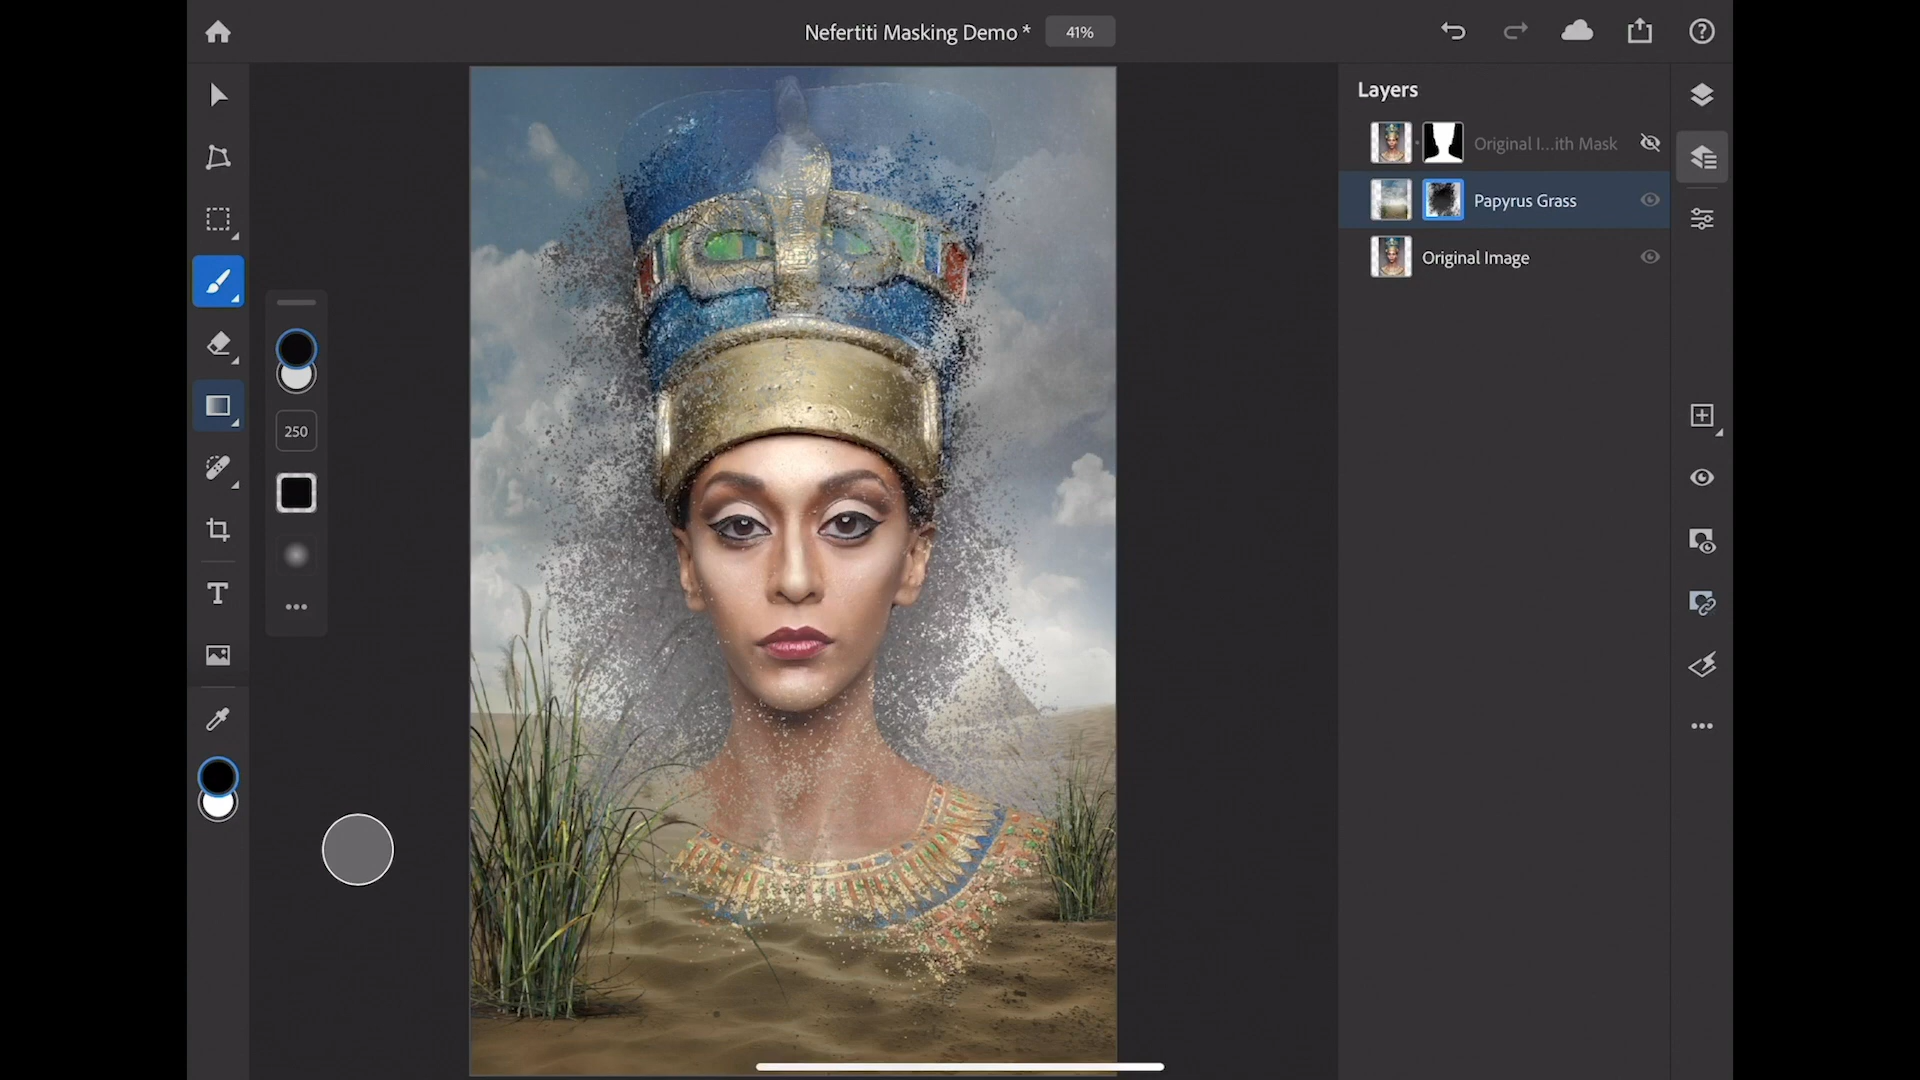 Nefertiti Masking Demo *
41%
Layers
Original I...ith Mask
Papyrus Grass
Original Image
250
T